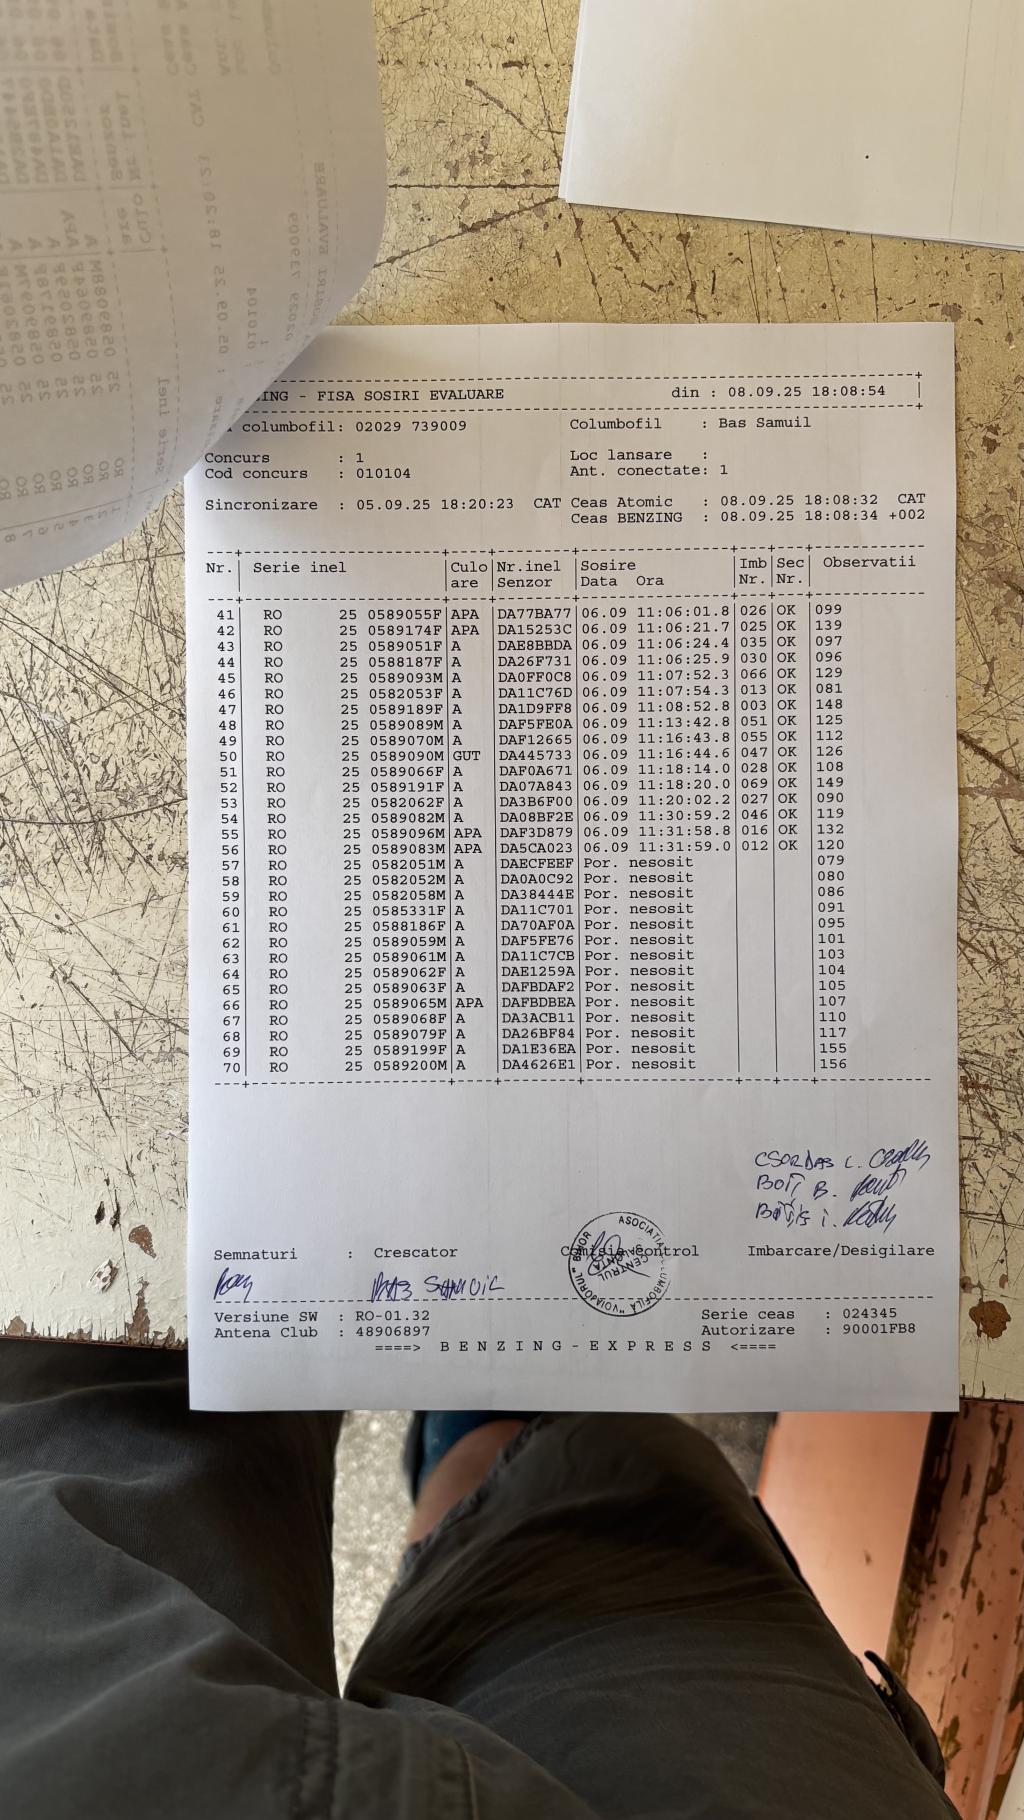 ING - FISA SOSIRI EVALUARE din : 08.09.25 18:08:54
columbofil: 02029 739009 Columbofil : Bas Samuil
Concurs : 1 Loc lansare :
Cod concurs : 010104 Ant. conectate: 1
Sincronizare : 05.09.25 18:20:23 CAT Ceas Atomic : 08.09.25 18:08:32 CAT
Ceas BENZING : 08.09.25 18:08:34 +002
Nr. Serie inel Culo Nr.inel Sosire Imb Sec Observatii
are Senzor Data Ora Nr. Nr.
41 RO 25 0589055F APA DA77BA77 06.09 11:06:01.8 026 OK 099
42 RO 25 0589174F APA DA15253C 06.09 11:06:21.7 025 OK 139
43 RO 25 0589051F A DAE8BBDA 06.09 11:06:24.4 035 OK 097
44 RO 25 0588187F A DA26F731 06.09 11:06:25.9 030 OK 096
45 RO 25 0589093M A DA0FF0C8 06.09 11:07:52.3 066 OK 129
46 RO 25 0582053F A DA11C76D 06.09 11:07:54.3 013 OK 081
47 RO 25 0589189F A DA1D9FF8 06.09 11:08:52.8 003 OK 148
48 RO 25 0589089M A DAF5FE0A 06.09 11:13:42.8 051 OK 125
49 RO 25 0589070M A DAF12665 06.09 11:16:43.8 055 OK 112
50 RO 25 0589090M GUT DA445733 06.09 11:16:44.6 047 OK 126
51 RO 25 0589066F A DAF0A671 06.09 11:18:14.0 028 OK 108
52 RO 25 0589191F A DA07A843 06.09 11:18:20.0 069 OK 149
53 RO 25 0582062F A DA3B6F00 06.09 11:20:02.2 027 OK 090
54 RO 25 0589082M A DA08BF2E 06.09 11:30:59.2 046 OK 119
55 RO 25 0589096M APA DAF3D879 06.09 11:31:58.8 016 OK 132
56 RO 25 0589083M APA DA5CA023 06.09 11:31:59.0 012 OK 120
57 RO 25 0582051M A DAECFEEF Por. nesosit 079
58 RO 25 0582052M A DA0A0C92 Por. nesosit 080
59 RO 25 0582058M A DA38444E Por. nesosit 086
60 RO 25 0585331F A DA11C701 Por. nesosit 091
61 RO 25 0588186F A DA70AF0A Por. nesosit 095
62 RO 25 0589059M A DAF5FE76 Por. nesosit 101
63 RO 25 0589061M A DA11C7CB Por. nesosit 103
64 RO 25 0589062F A DAE1259A Por. nesosit 104
65 RO 25 0589063F A DAFBDAF2 Por. nesosit 105
66 RO 25 0589065M APA DAFBDBEA Por. nesosit 107
67 RO 25 0589068F A DA3ACB11 Por. nesosit 110
68 RO 25 0589079F A DA26BF84 Por. nesosit 117
69 RO 25 0589199F A DA1E36EA Por. nesosit 155
70 RO 25 0589200M A DA4626E1 Por. nesosit 156
CSORDAS C.
BOIT B.
i.
Semnaturi : Crescator Comisia Control Imbarcare/Desigilare
BAS SAMUIL
ASOCIATIA COLUMBOFILA "VOIAJORUL" BIHOR
CENTRUL
Versiune SW : RO-01.32 Serie ceas : 024345
Antena Club : 48906897 Autorizare : 90001FB8
====> B E N Z I N G - E X P R E S S <====